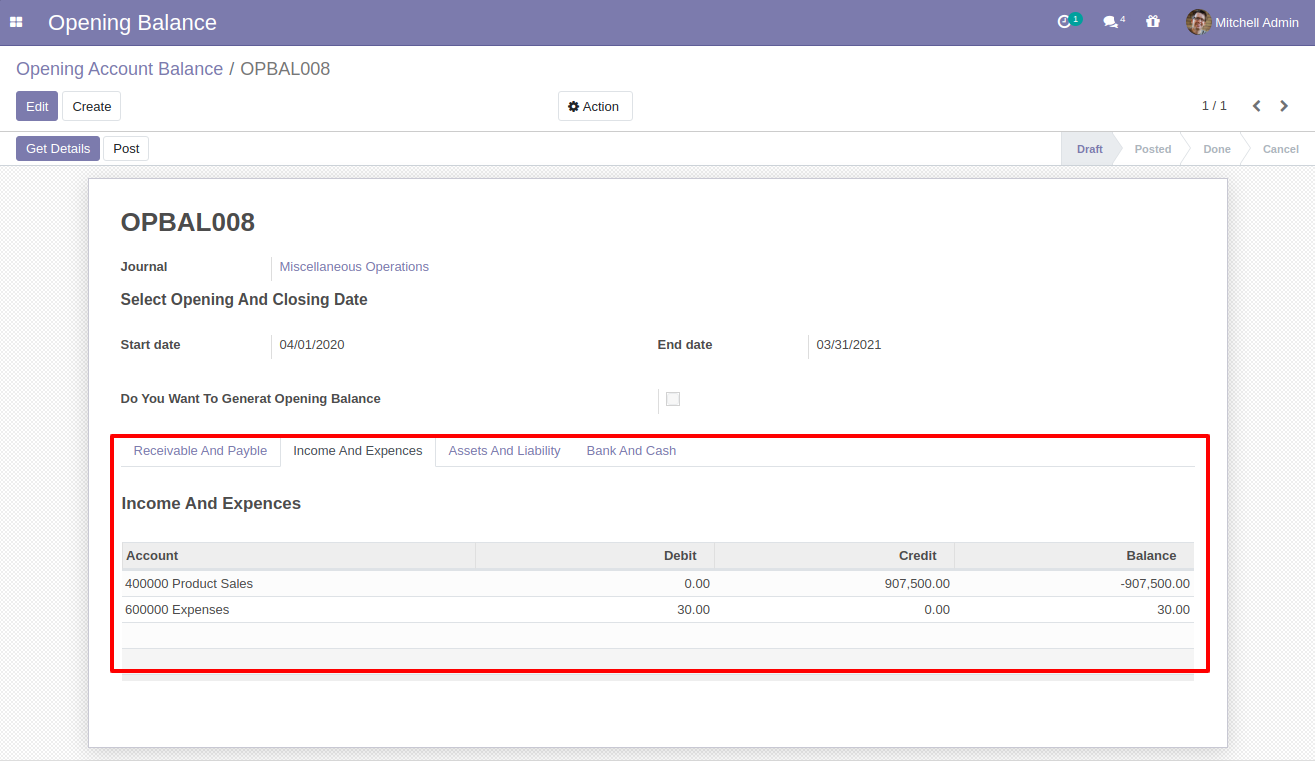 Opening Balance 1 4 Mitchell Admin
Opening Account Balance / OPBAL008
Edit Create Action 1 / 1
Get Details Post Draft Posted Done Cancel
OPBAL008
Journal Miscellaneous Operations
Select Opening And Closing Date
Start date 04/01/2020 End date 03/31/2021
Do You Want To Generat Opening Balance
Receivable And Payble Income And Expences Assets And Liability Bank And Cash
Income And Expences
Account Debit Credit Balance
400000 Product Sales 0.00 907,500.00 -907,500.00
600000 Expenses 30.00 0.00 30.00